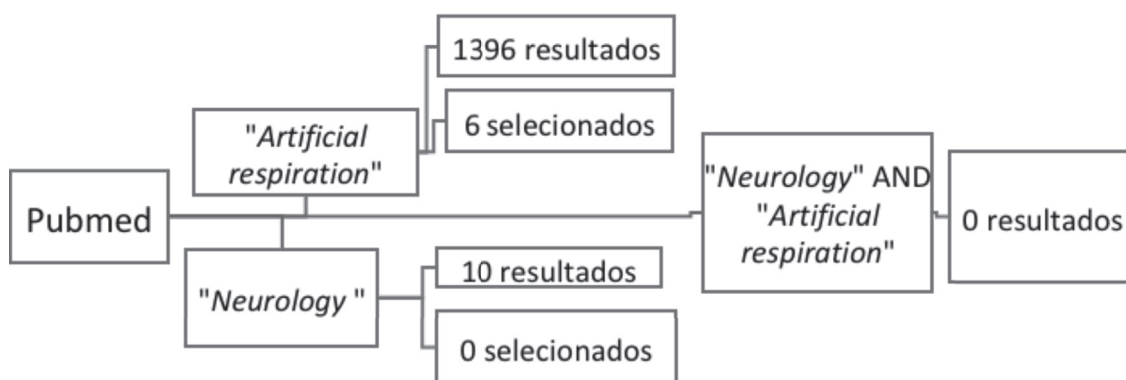 Pubmed
"Artificial
respiration"
1396 resultados
6 selecionados
"Neurology "
10 resultados
0 selecionados
"Neurology" AND
"Artificial
respiration"
0 resultados